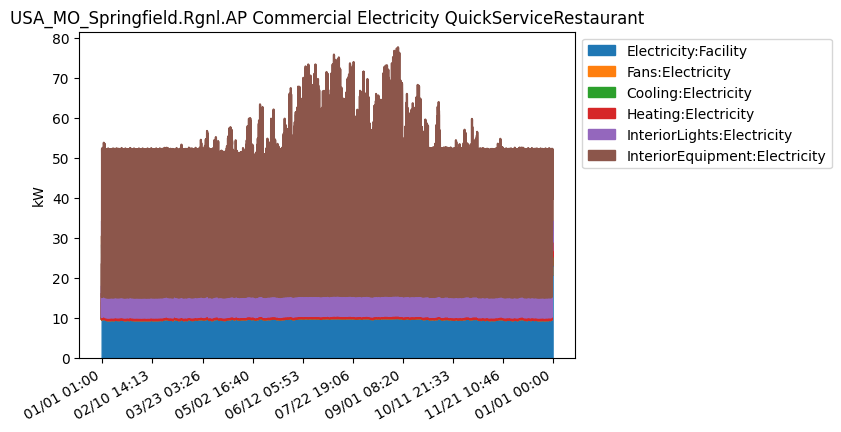 USA_MO_Springfield.Rgnl.AP Commercial Electricity QuickServiceRestaurant
80
70
60
50
40
30
20
10
0
kW
01/01 01:00
02/10 14:13
03/23 03:26
05/02 16:40
06/12 05:53
07/22 19:06
09/01 08:20
10/11 21:33
11/21 10:46
01/01 00:00
Electricity:Facility
Fans:Electricity
Cooling:Electricity
Heating:Electricity
InteriorLights:Electricity
InteriorEquipment:Electricity